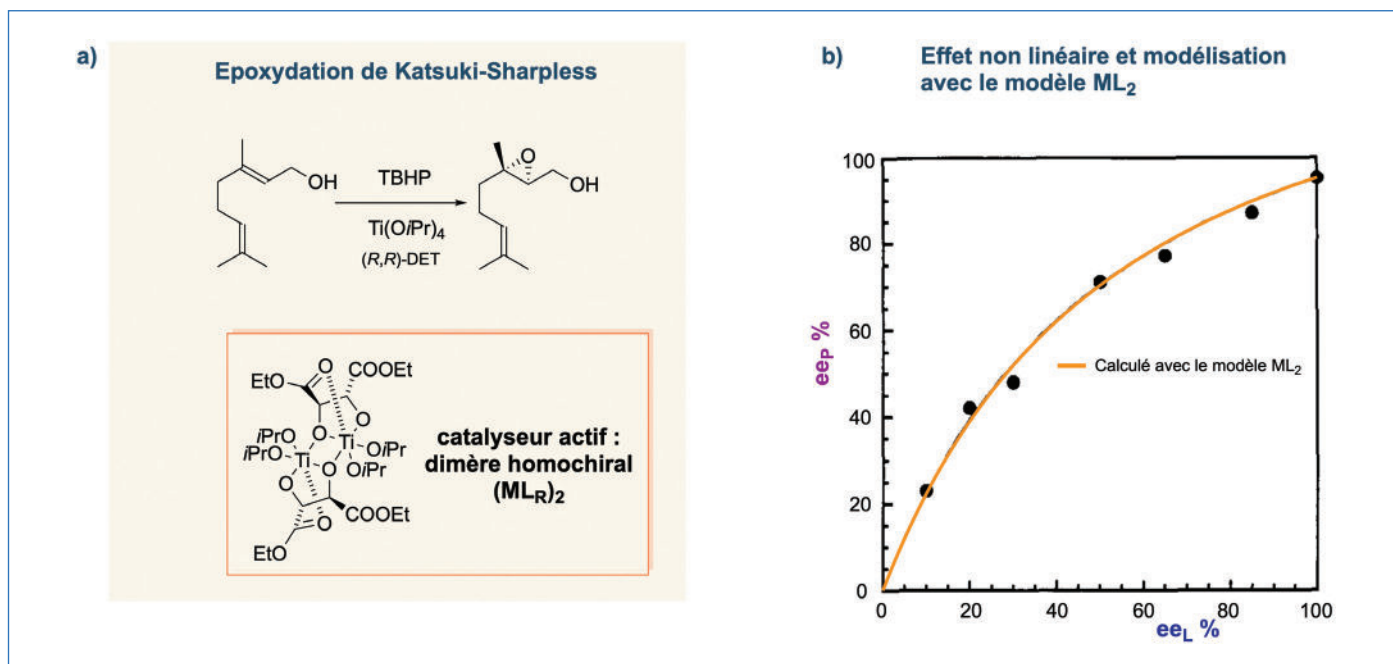 a)
Epoxydation de Katsuki-Sharpless
OH
TBHP
Ti(OiPr)4
(R,R)-DET
O
OH
O
COOEt
EtO
O
iPrO
iPrO
O
Ti
OiPr
Ti
O
OiPr
O
COOEt
O
EtO
catalyseur actif :
dimère homochiral
(MLR)2
b)
Effet non linéaire et modélisation
avec le modèle ML2
100
80
60
40
20
0
eeP %
Calculé avec le modèle ML2
0 20 40 60 80 100
eeL %